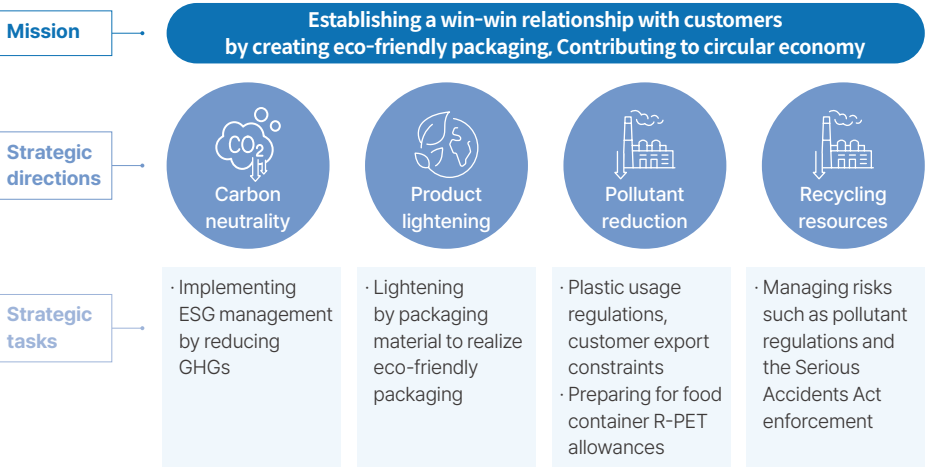 Mission
Establishing a win-win relationship with customers
by creating eco-friendly packaging, Contributing to circular economy
Strategic
directions
CO2
Carbon
neutrality
Product
lightening
Pollutant
reduction
Recycling
resources
Strategic
tasks
· Implementing
ESG management
by reducing
GHGs
· Lightening
by packaging
material to realize
eco-friendly
packaging
· Plastic usage
regulations,
customer export
constraints
· Preparing for food
container R-PET
allowances
· Managing risks
such as pollutant
regulations and
the Serious
Accidents Act
enforcement